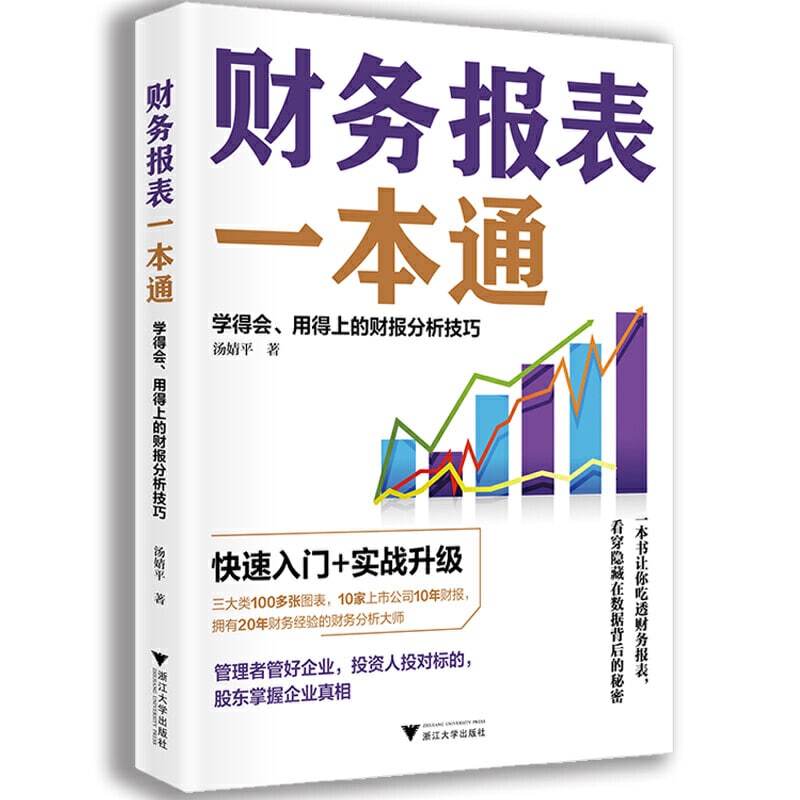 财务报表
一本通
学得会、用得上的财报分析技巧
汤婧平 著
快速入门+实战升级
三大类100多张图表，10家上市公司10年财报，
拥有20年财务经验的财务分析大师
管理者管好企业，投资人投对标的，
股东掌握企业真相
一本书让你吃透财务报表，
看穿隐藏在数据背后的秘密
ZHEJIANG UNIVERSITY PRESS
浙江大学出版社
财务报表一本通
学得会、用得上的财报分析技巧
汤婧平 著
ZHEJIANG UNIVERSITY PRESS
浙江大学出版社